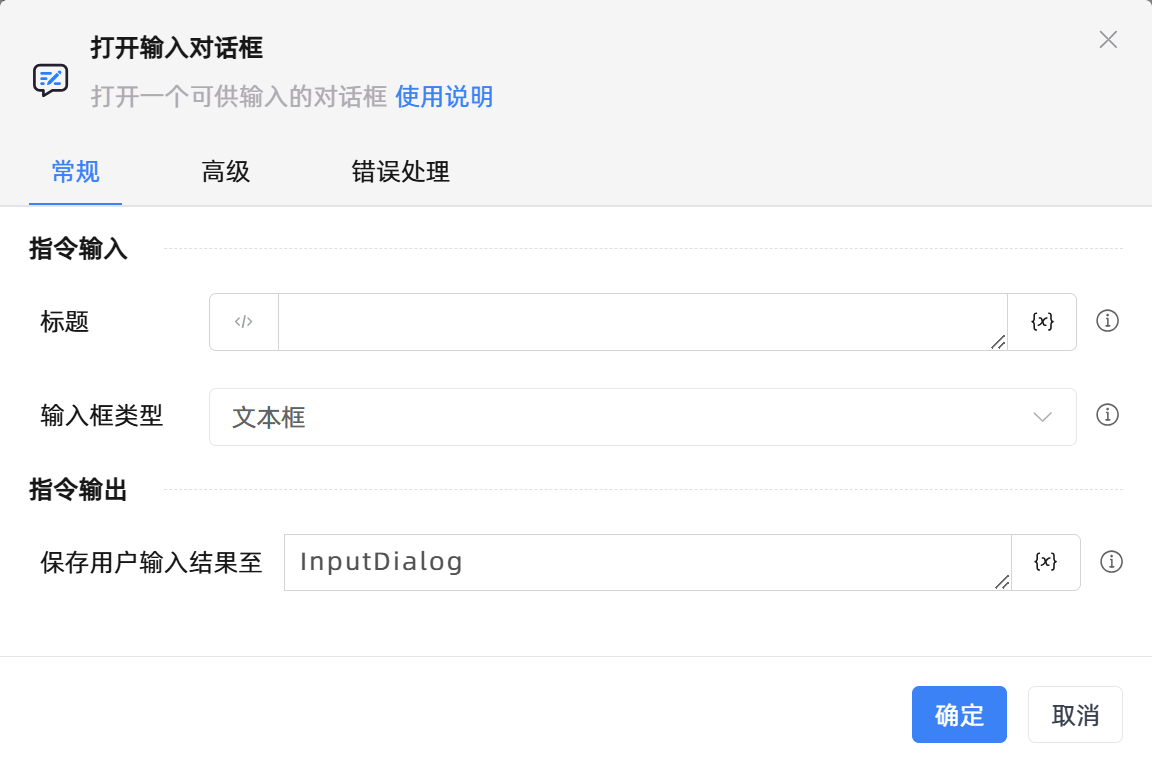 打开输入对话框
打开一个可供输入的对话框 使用说明
常规 高级 错误处理
指令输入
标题 </> {x}
输入框类型 文本框
指令输出
保存用户输入结果至 InputDialog {x}
确定 取消